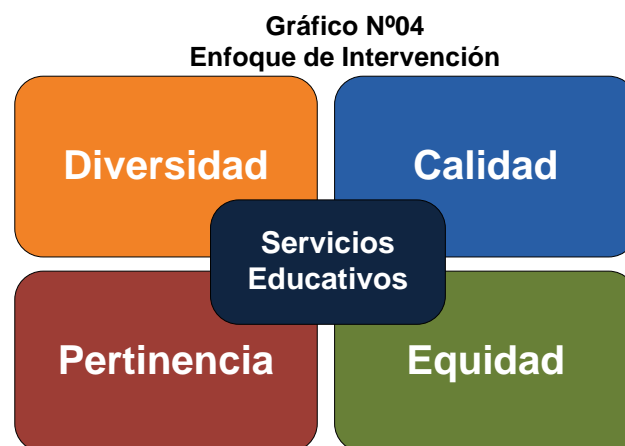 Gráfico Nº04
Enfoque de Intervención
Diversidad
Calidad
Servicios
Educativos
Pertinencia
Equidad